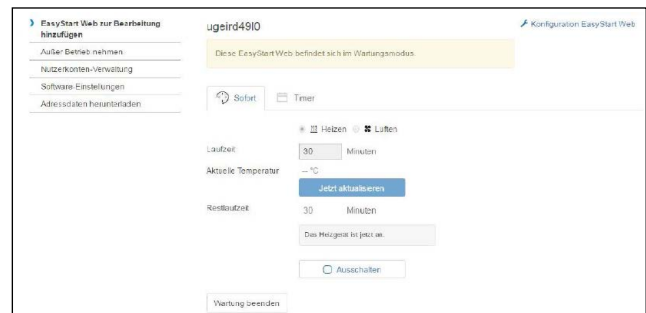 EasyStart Web zur Bearbeitung
hinzufügen
Außer Betrieb nehmen
Nutzerkonten-Verwaltung
Software-Einstellungen
Adressdaten herunterladen
ugeird49l0
Konfiguration EasyStart Web
Diese EasyStart Web befindet sich im Wartungsmodus.
Sofort
Timer
Heizen
Lüften
Laufzeit
30 Minuten
Aktuelle Temperatur
-- °C
Jetzt aktualisieren
Restlaufzeit
30 Minuten
Das Heizgerät ist jetzt an.
Ausschalten
Wartung beenden